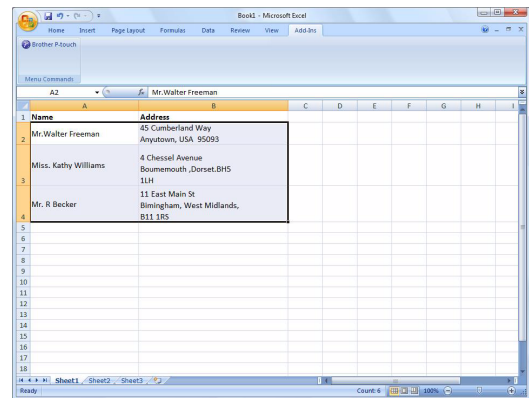 Book1 - Microsoft Excel
Home Insert Page Layout Formulas Data Review View Add-Ins
Brother P-touch
Menu Commands
A2 fx Mr.Walter Freeman
A B C D E F G H I
1 Name Address
2 Mr.Walter Freeman 45 Cumberland Way
Anyutown, USA 95093
3 Miss. Kathy Williams 4 Chessel Avenue
Boumemouth ,Dorset.BH5
1LH
4 Mr. R Becker 11 East Main St
Bimingham, West Midlands,
B11 1RS
5
6
7
8
9
10
11
12
13
14
15
16
17
18
Sheet1 Sheet2 Sheet3
Ready Count: 6 100%